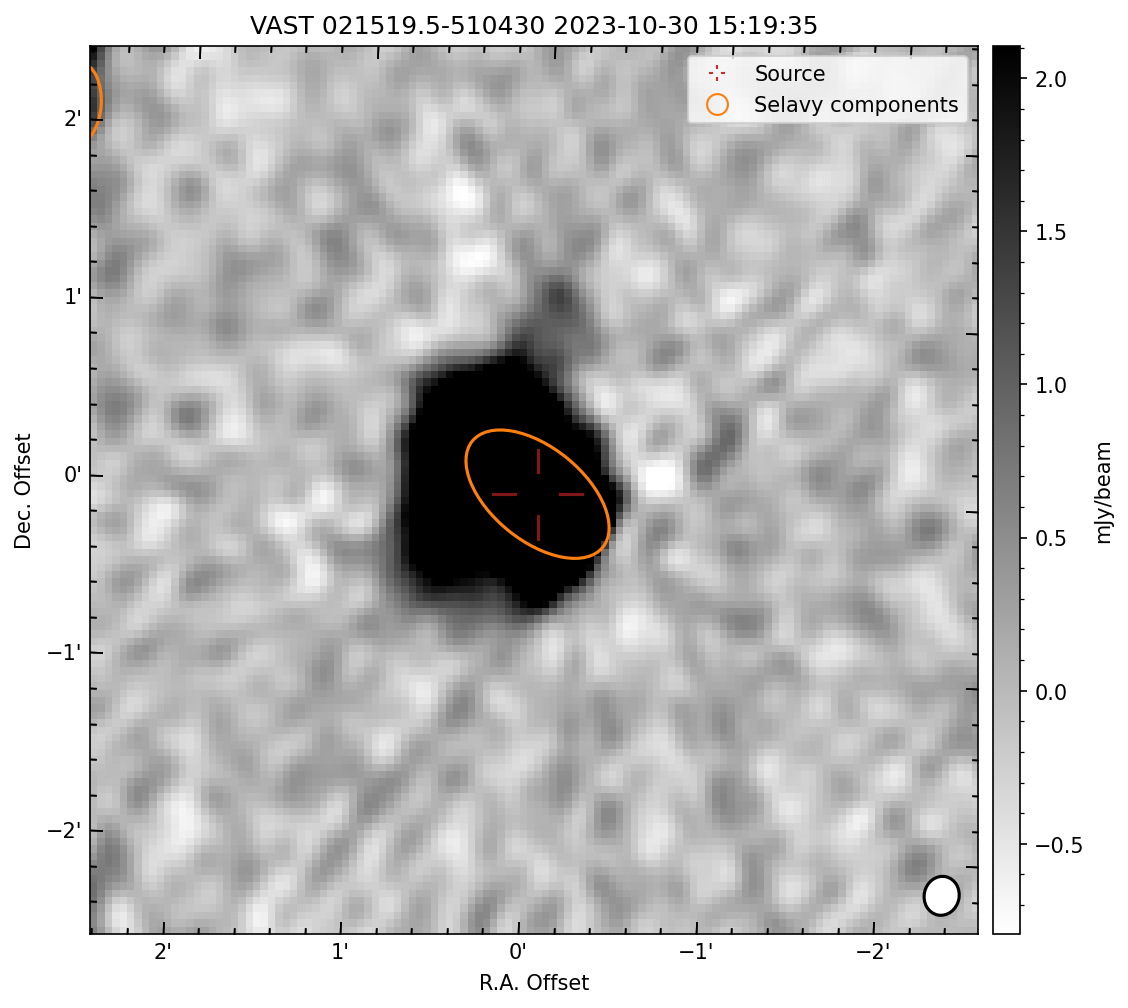 VAST 021519.5-510430 2023-10-30 15:19:35
Source
Selavy components
2'
1'
0'
−1'
−2'
Dec. Offset
2'
1'
0'
−1'
−2'
R.A. Offset
2.0
1.5
1.0
0.5
0.0
−0.5
mJy/beam